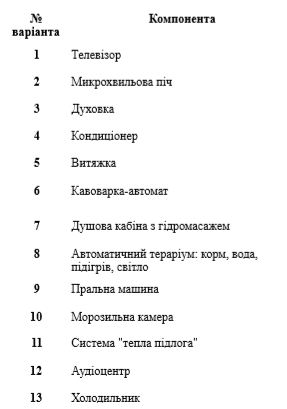 № Компонента
варіанта
1 Телевізор
2 Микрохвильова піч
3 Духовка
4 Кондиціонер
5 Витяжка
6 Кавоварка-автомат
7 Душова кабіна з гідромасажем
8 Автоматичний тераріум: корм, вода,
підігрів, світло
9 Пральна машина
10 Морозильна камера
11 Система "тепла підлога"
12 Аудіоцентр
13 Холодильник